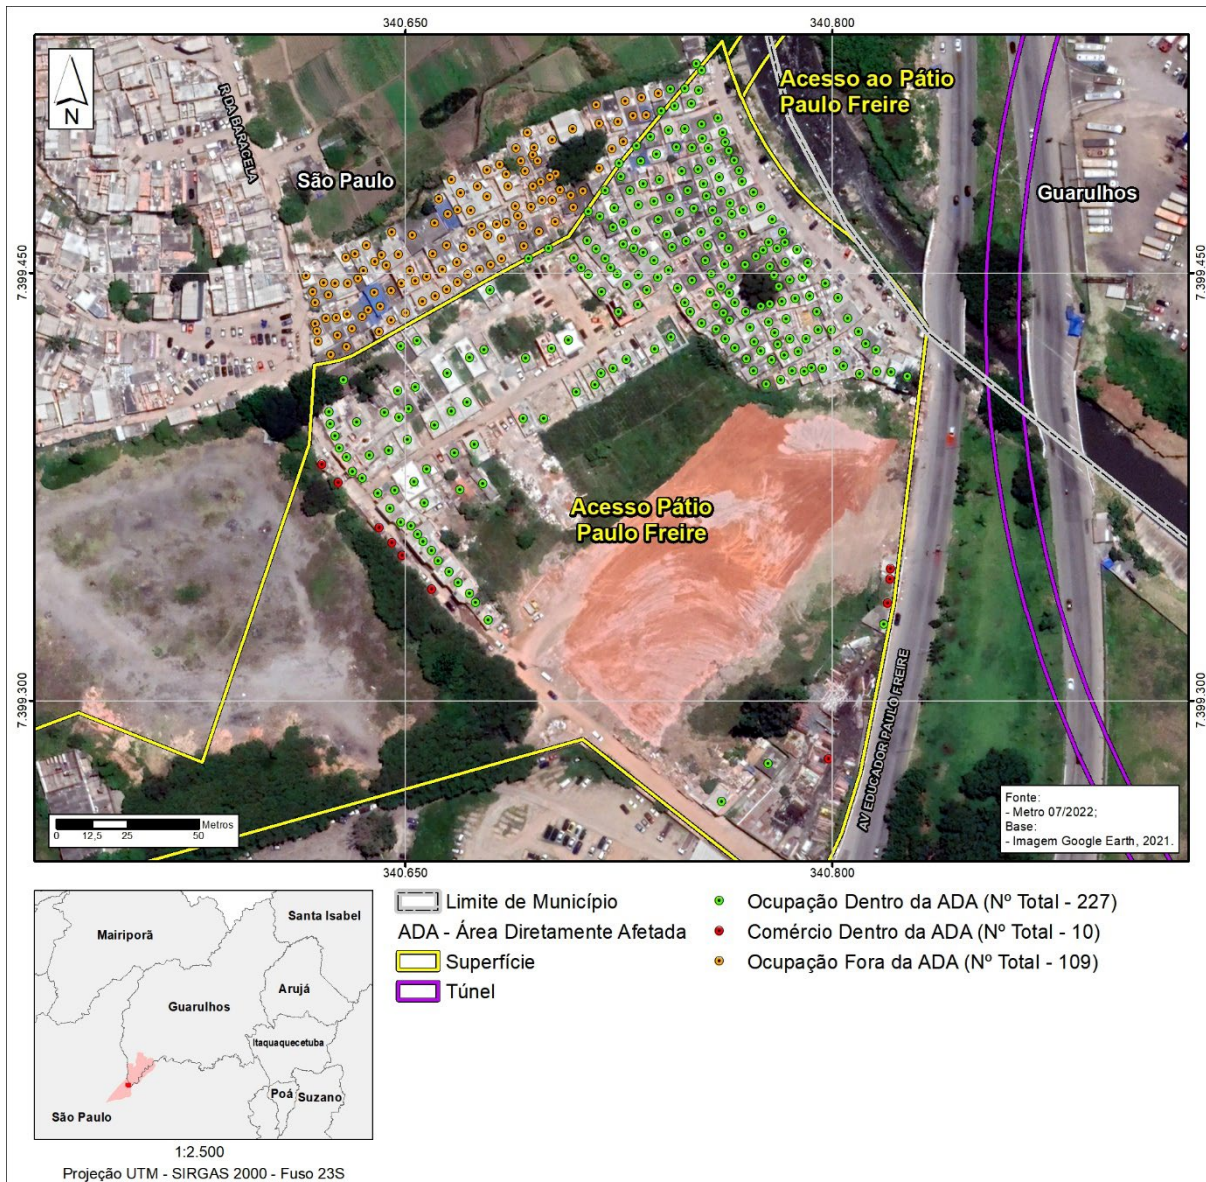 340.650
340.800
N
R DA BARACELA
São Paulo
Acesso ao Pátio
Paulo Freire
Guarulhos
7.399.450
7.399.450
Acesso Pátio
Paulo Freire
7.399.300
7.399.300
AV EDUCADOR PAULO FREIRE
Metros
0 12,5 25 50
Fonte:
- Metro 07/2022;
Base:
- Imagem Google Earth, 2021.
340.650
340.800
Limite de Município
ADA - Área Diretamente Afetada
Superfície
Túnel
Ocupação Dentro da ADA (Nº Total - 227)
Comércio Dentro da ADA (Nº Total - 10)
Ocupação Fora da ADA (Nº Total - 109)
Santa Isabel
Mairiporã
Arujá
Guarulhos
Itaquaquecetuba
Poá
Suzano
São Paulo
1:2.500
Projeção UTM - SIRGAS 2000 - Fuso 23S